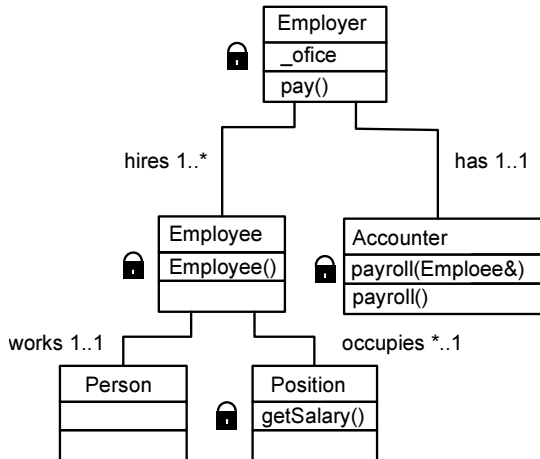 Employer
_ofice
pay()
hires 1..*
has 1..1
Employee
Employee()
Accounter
payroll(Emploee&)
payroll()
works 1..1
occupies *..1
Person
Position
getSalary()